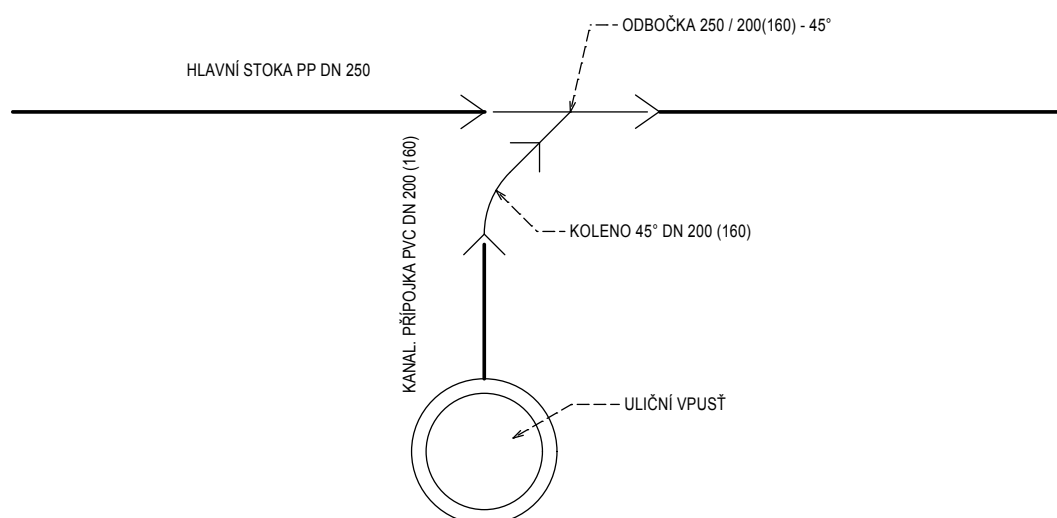 ODBOČKA 250 / 200(160) - 45°
HLAVNÍ STOKA PP DN 250
KANAL. PŘÍPOJKA PVC DN 200 (160)
KOLENO 45° DN 200 (160)
ULIČNÍ VPUSŤ